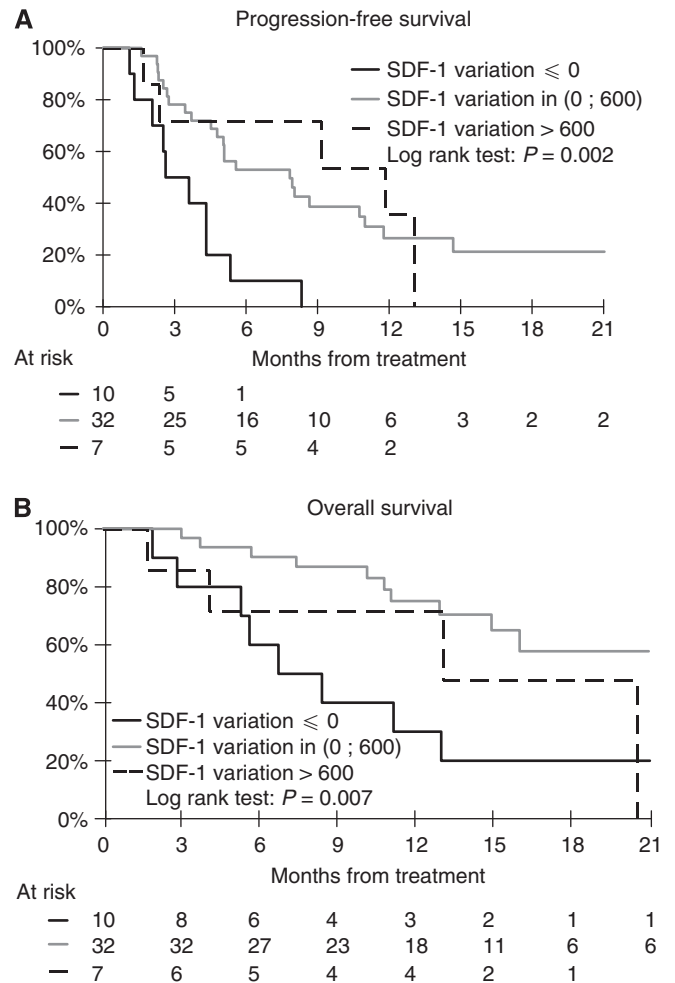 A
Progression-free survival
100%
80%
60%
40%
20%
0%
SDF-1 variation ⩽ 0
SDF-1 variation in (0 ; 600)
SDF-1 variation > 600
Log rank test: P = 0.002
0 3 6 9 12 15 18 21
At risk
Months from treatment
10 5 1
32 25 16 10 6 3 2 2
7 5 5 4 2
B
Overall survival
100%
80%
60%
40%
20%
0%
SDF-1 variation ⩽ 0
SDF-1 variation in (0 ; 600)
SDF-1 variation > 600
Log rank test: P = 0.007
0 3 6 9 12 15 18 21
Months from treatment
At risk
10 8 6 4 3 2 1 1
32 32 27 23 18 11 6 6
7 6 5 4 4 2 1